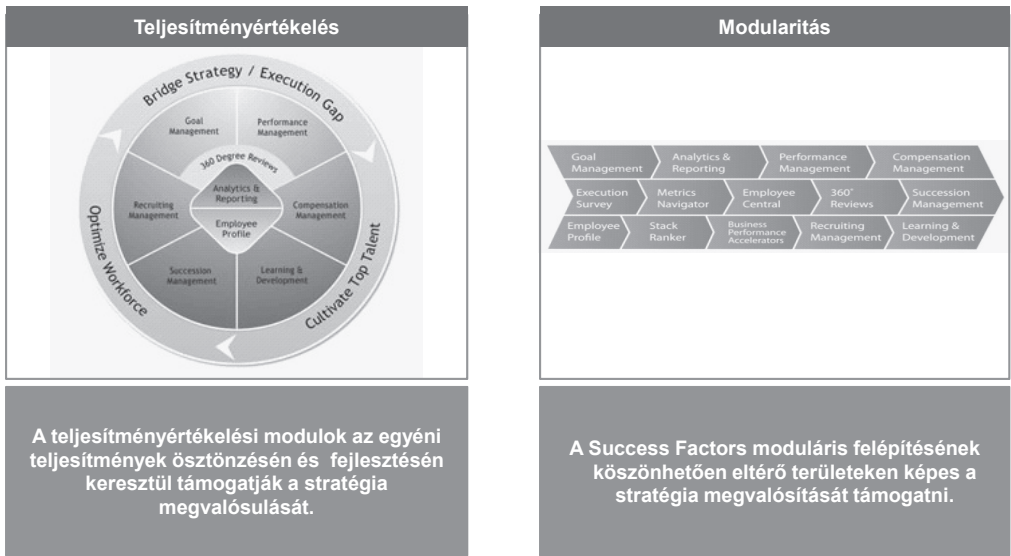 Teljesítményértékelés
Bridge Strategy / Execution Gap
Goal
Management
Performance
Management
360 Degree Reviews
Analytics &
Reporting
Recruiting
Management
Compensation
Management
Employee
Profile
Succession
Management
Learning &
Development
Optimize Workforce
Cultivate Top Talent
A teljesítményértékelési modulok az egyéni
teljesítmények ösztönzésén és fejlesztésén
keresztül támogatják a stratégia
megvalósulását.
Modularitás
Goal
Management
Analytics &
Reporting
Performance
Management
Compensation
Management
Execution
Survey
Metrics
Navigator
Employee
Central
360°
Reviews
Succession
Management
Employee
Profile
Stack
Ranker
Business
Performance
Accelerators
Recruiting
Management
Learning &
Development
A Success Factors moduláris felépítésének
köszönhetően eltérő területeken képes a
stratégia megvalósítását támogatni.